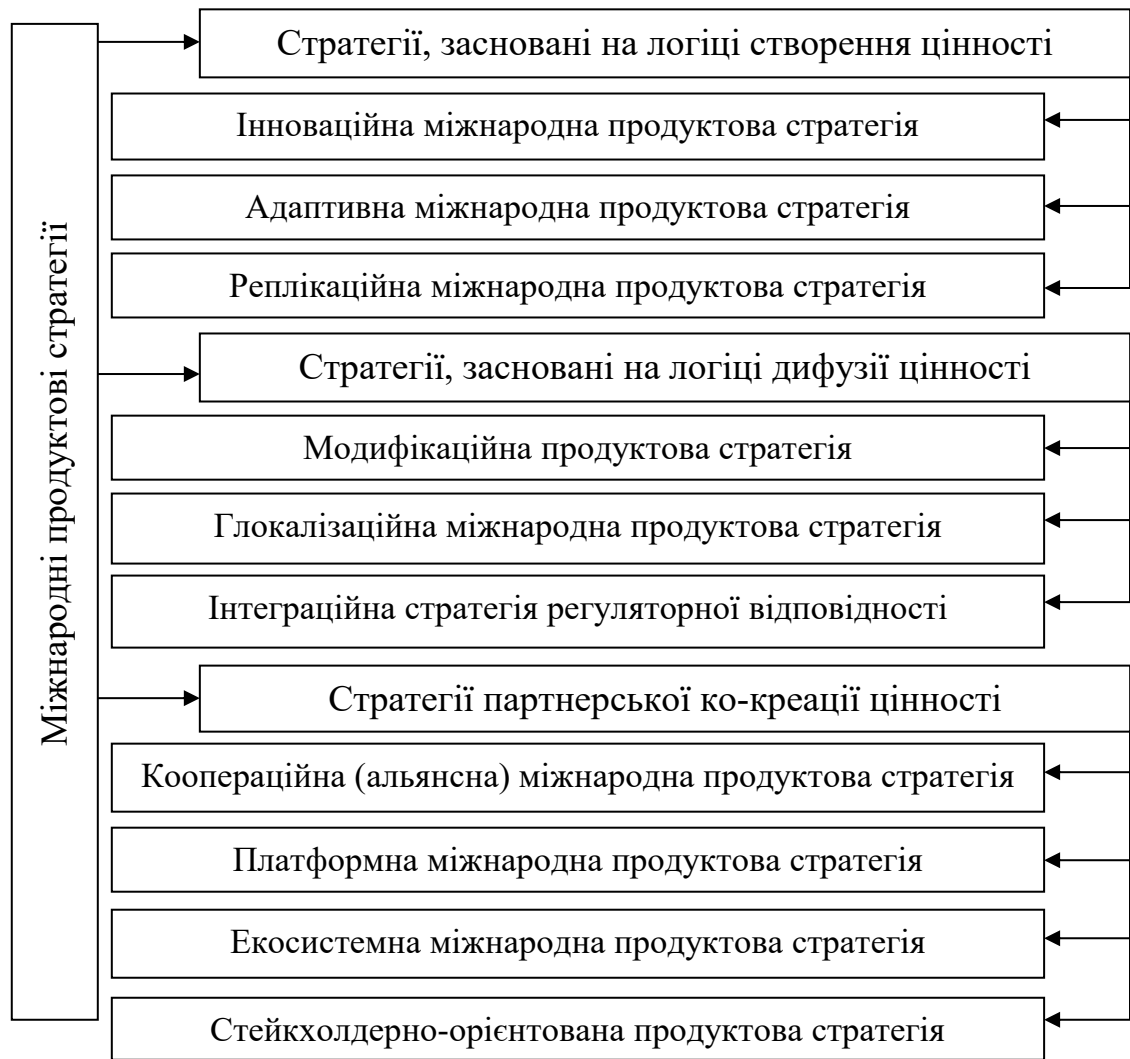 Міжнародні продуктові стратегії
Стратегії, засновані на логіці створення цінності
Інноваційна міжнародна продуктова стратегія
Адаптивна міжнародна продуктова стратегія
Реплікаційна міжнародна продуктова стратегія
Стратегії, засновані на логіці дифузії цінності
Модифікаційна продуктова стратегія
Глокалізаційна міжнародна продуктова стратегія
Інтеграційна стратегія регуляторної відповідності
Стратегії партнерської ко-креації цінності
Коопераційна (альянсна) міжнародна продуктова стратегія
Платформна міжнародна продуктова стратегія
Екосистемна міжнародна продуктова стратегія
Стейкхолдерно-орієнтована продуктова стратегія